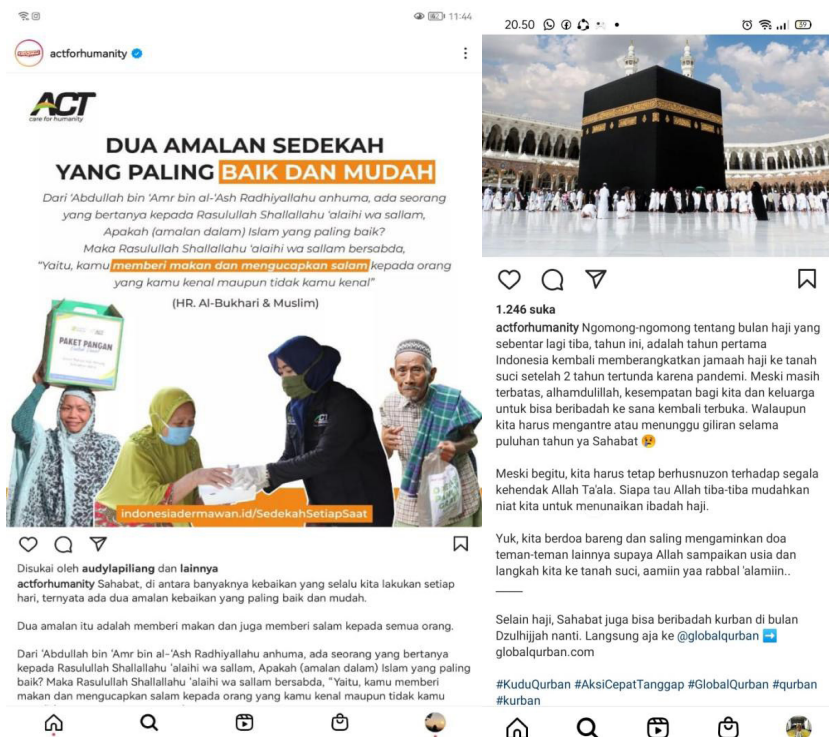 11:44
actforhumanity
ACT
care for humanity
DUA AMALAN SEDEKAH
YANG PALING BAIK DAN MUDAH
Dari 'Abdullah bin 'Amr bin al-'Ash Radhiyallahu anhuma, ada seorang
yang bertanya kepada Rasulullah Shallallahu 'alaihi wa sallam,
Apakah (amalan dalam) Islam yang paling baik?
Maka Rasulullah Shallallahu 'alaihi wa sallam bersabda,
"Yaitu, kamu memberi makan dan mengucapkan salam kepada orang
yang kamu kenal maupun tidak kamu kenal"
(HR. Al-Bukhari & Muslim)
PAKET PANGAN
indonesiadermawan.id/SedekahSetiapSaat
Disukai oleh audylapiliang dan lainnya
actforhumanity Sahabat, di antara banyaknya kebaikan yang selalu kita lakukan setiap
hari, ternyata ada dua amalan kebaikan yang paling baik dan mudah.
Dua amalan itu adalah memberi makan dan juga memberi salam kepada semua orang.
Dari 'Abdullah bin 'Amr bin al-'Ash Radhiyallahu anhuma, ada seorang yang bertanya
kepada Rasulullah Shallallahu 'alaihi wa sallam, Apakah (amalan dalam) Islam yang paling
baik? Maka Rasulullah Shallallahu 'alaihi wa sallam bersabda, "Yaitu, kamu memberi
makan dan mengucapkan salam kepada orang yang kamu kenal maupun tidak kamu
20.50
39
1.246 suka
actforhumanity Ngomong-ngomong tentang bulan haji yang
sebentar lagi tiba, tahun ini, adalah tahun pertama
Indonesia kembali memberangkatkan jamaah haji ke tanah
suci setelah 2 tahun tertunda karena pandemi. Meski masih
terbatas, alhamdulillah, kesempatan bagi kita dan keluarga
untuk bisa beribadah ke sana kembali terbuka. Walaupun
kita harus mengantre atau menunggu giliran selama
puluhan tahun ya Sahabat 😢
Meski begitu, kita harus tetap berhusnuzon terhadap segala
kehendak Allah Ta'ala. Siapa tau Allah tiba-tiba mudahkan
niat kita untuk menunaikan ibadah haji.
Yuk, kita berdoa bareng dan saling mengaminkan doa
teman-teman lainnya supaya Allah sampaikan usia dan
langkah kita ke tanah suci, aamiin yaa rabbal 'alamiin..
Selain haji, Sahabat juga bisa beribadah kurban di bulan
Dzulhijjah nanti. Langsung aja ke @globalqurban ➡️
globalqurban.com
#KuduQurban #AksiCepatTanggap #GlobalQurban #qurban
#kurban